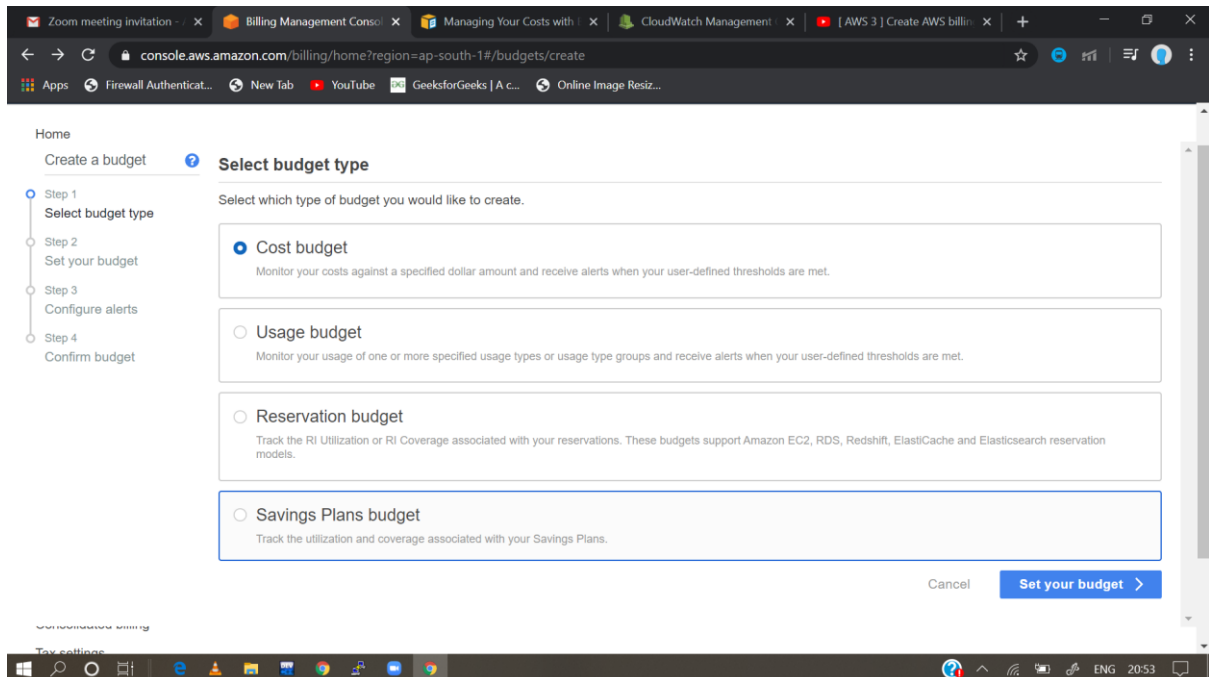 Zoom meeting invitation - A
Billing Management Consol
Managing Your Costs with
CloudWatch Management
[ AWS 3 ] Create AWS billin
console.aws.amazon.com/billing/home?region=ap-south-1#/budgets/create
Apps
Firewall Authenticat...
New Tab
YouTube
GeeksforGeeks | A c...
Online Image Resiz...
Home
Create a budget
?
Step 1
Select budget type
Step 2
Set your budget
Step 3
Configure alerts
Step 4
Confirm budget
Select budget type
Select which type of budget you would like to create.
Cost budget
Monitor your costs against a specified dollar amount and receive alerts when your user-defined thresholds are met.
Usage budget
Monitor your usage of one or more specified usage types or usage type groups and receive alerts when your user-defined thresholds are met.
Reservation budget
Track the RI Utilization or RI Coverage associated with your reservations. These budgets support Amazon EC2, RDS, Redshift, ElastiCache and Elasticsearch reservation
models.
Savings Plans budget
Track the utilization and coverage associated with your Savings Plans.
Cancel
Set your budget
Consolidated billing
Tax settings
ENG
20:53